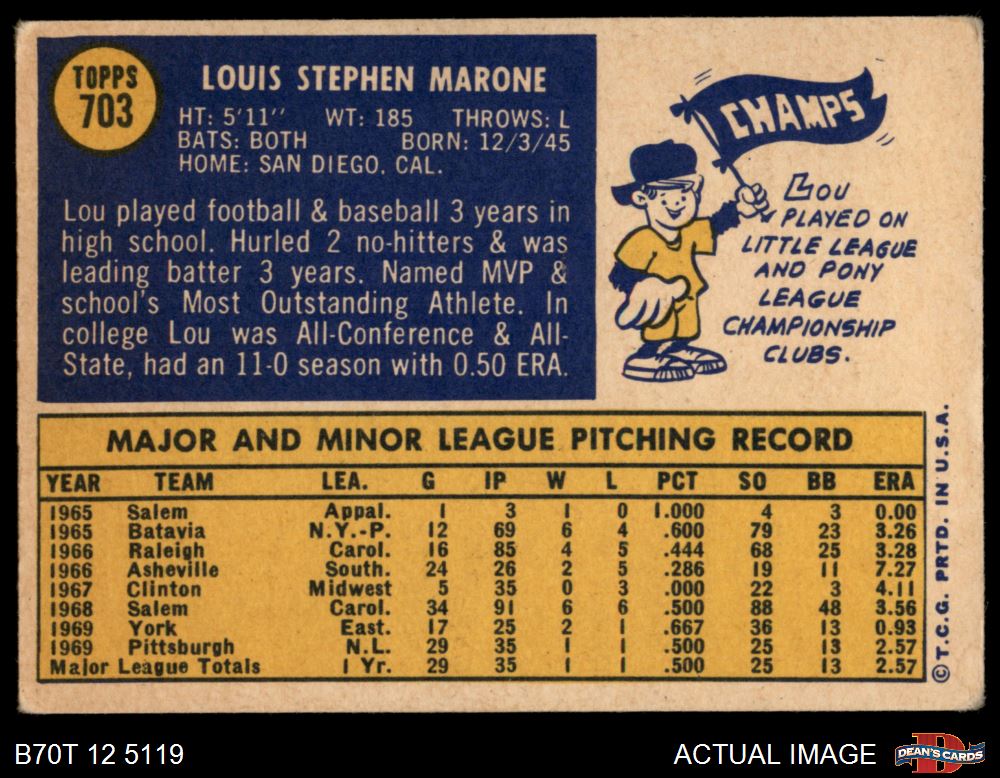 TOPPS
703
LOUIS STEPHEN MARONE
HT: 5'11'' WT: 185 THROWS: L
BATS: BOTH BORN: 12/3/45
HOME: SAN DIEGO, CAL.
Lou played football & baseball 3 years in
high school. Hurled 2 no-hitters & was
leading batter 3 years. Named MVP &
school's Most Outstanding Athlete. In
college Lou was All-Conference & All-
State, had an 11-0 season with 0.50 ERA.
CHAMPS
LOU
PLAYED ON
LITTLE LEAGUE
AND PONY
LEAGUE
CHAMPIONSHIP
CLUBS.
MAJOR AND MINOR LEAGUE PITCHING RECORD
YEAR TEAM LEA. G IP W L PCT SO BB ERA
1965 Salem Appal. 1 3 1 0 1.000 4 3 0.00
1965 Batavia N.Y.-P. 12 69 6 4 .600 79 23 3.26
1966 Raleigh Carol. 16 85 4 5 .444 68 25 3.28
1966 Asheville South. 24 26 2 5 .286 19 11 7.27
1967 Clinton Midwest 5 35 0 3 .000 22 3 4.11
1968 Salem Carol. 34 91 6 6 .500 88 48 3.56
1969 York East. 17 25 2 1 .667 36 13 0.93
1969 Pittsburgh N.L. 29 35 1 1 .500 25 13 2.57
Major League Totals 1 Yr. 29 35 1 1 .500 25 13 2.57
©T.C.G. PRTD. IN U.S.A.
B70T 12 5119
ACTUAL IMAGE
DEAN'S CARDS